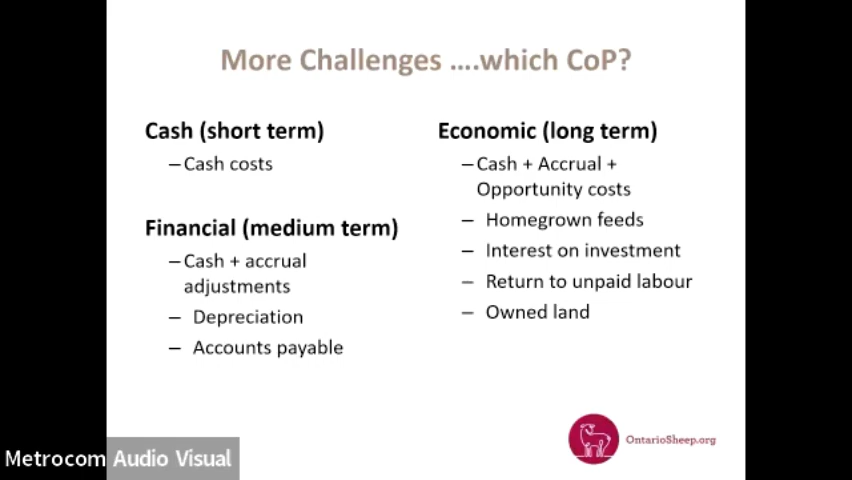 More Challenges ....which CoP?
Cash (short term)
–Cash costs
Financial (medium term)
–Cash + accrual
adjustments
– Depreciation
– Accounts payable
Economic (long term)
–Cash + Accrual +
Opportunity costs
– Homegrown feeds
– Interest on investment
– Return to unpaid labour
– Owned land
OntarioSheep.org
Metrocom Audio Visual